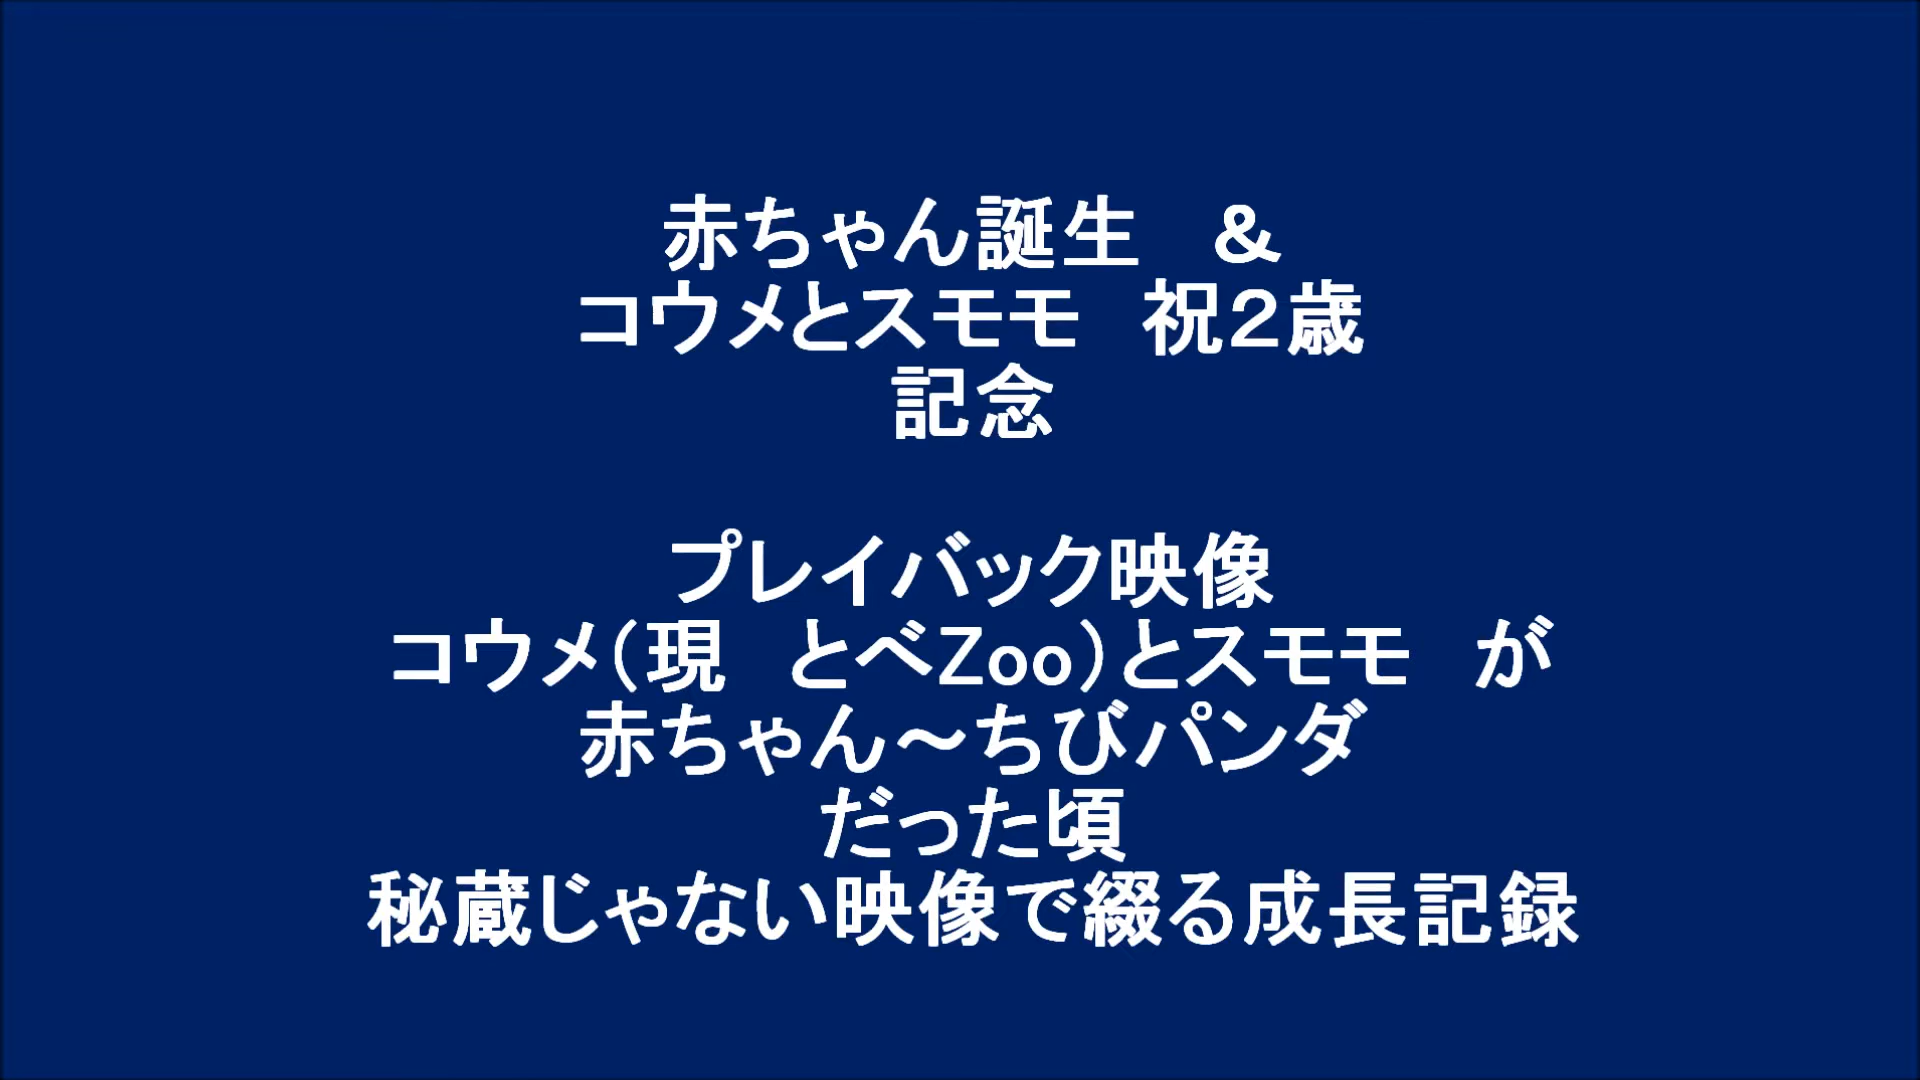 赤ちゃん誕生　＆
コウメとスモモ　祝２歳
記念
プレイバック映像
コウメ（現　とべZoo）とスモモ　が
赤ちゃん～ちびパンダ
だった頃
秘蔵じゃない映像で綴る成長記録